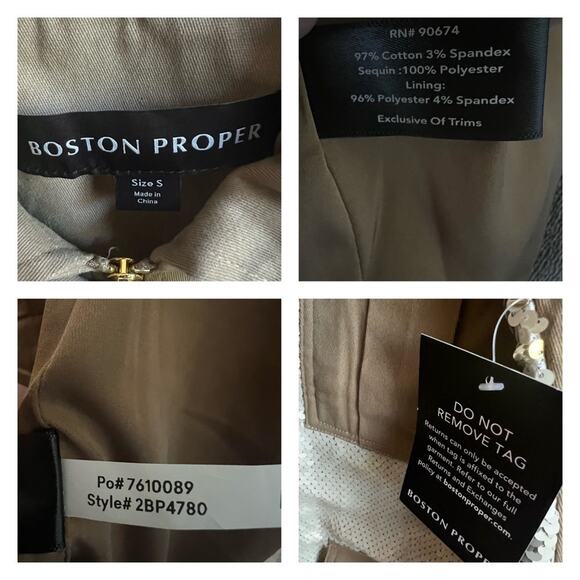 BOSTON PROPER
Size S
Made in
China
RN# 90674
97% Cotton 3% Spandex
Sequin :100% Polyester
Lining:
96% Polyester 4% Spandex
Exclusive Of Trims
Po# 7610089
Style# 2BP4780
DO NOT
REMOVE TAG
Returns can only be accepted
when tag is affixed to the
garment. Refer to our full
Returns and Exchanges
policy at bostonproper.com.
BOSTON PROPER